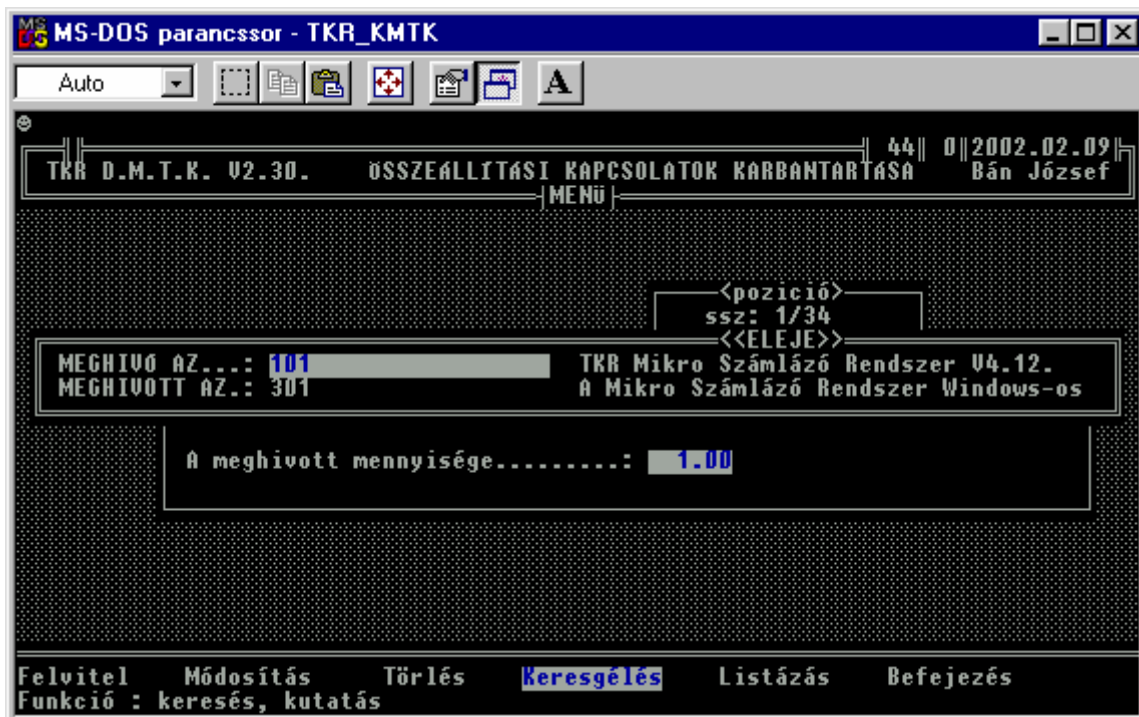 MS-DOS parancssor - TKR_KMTK
Auto
A
44 0 2002.02.09
TKR D.M.T.K. V2.30. ÖSSZEÁLLÍTÁSI KAPCSOLATOK KARBANTARTÁSA Bán József
MENÜ
<pozició>
ssz: 1/34
<<ELEJE>>
MEGHIVÓ AZ...: 101 TKR Mikro Számlázó Rendszer V4.12.
MEGHIVOTT AZ.: 301 A Mikro Számlázó Rendszer Windows-os
A meghivott mennyisége.........: 1.00
Felvitel Módosítás Törlés Keresgélés Listázás Befejezés
Funkció : keresés, kutatás